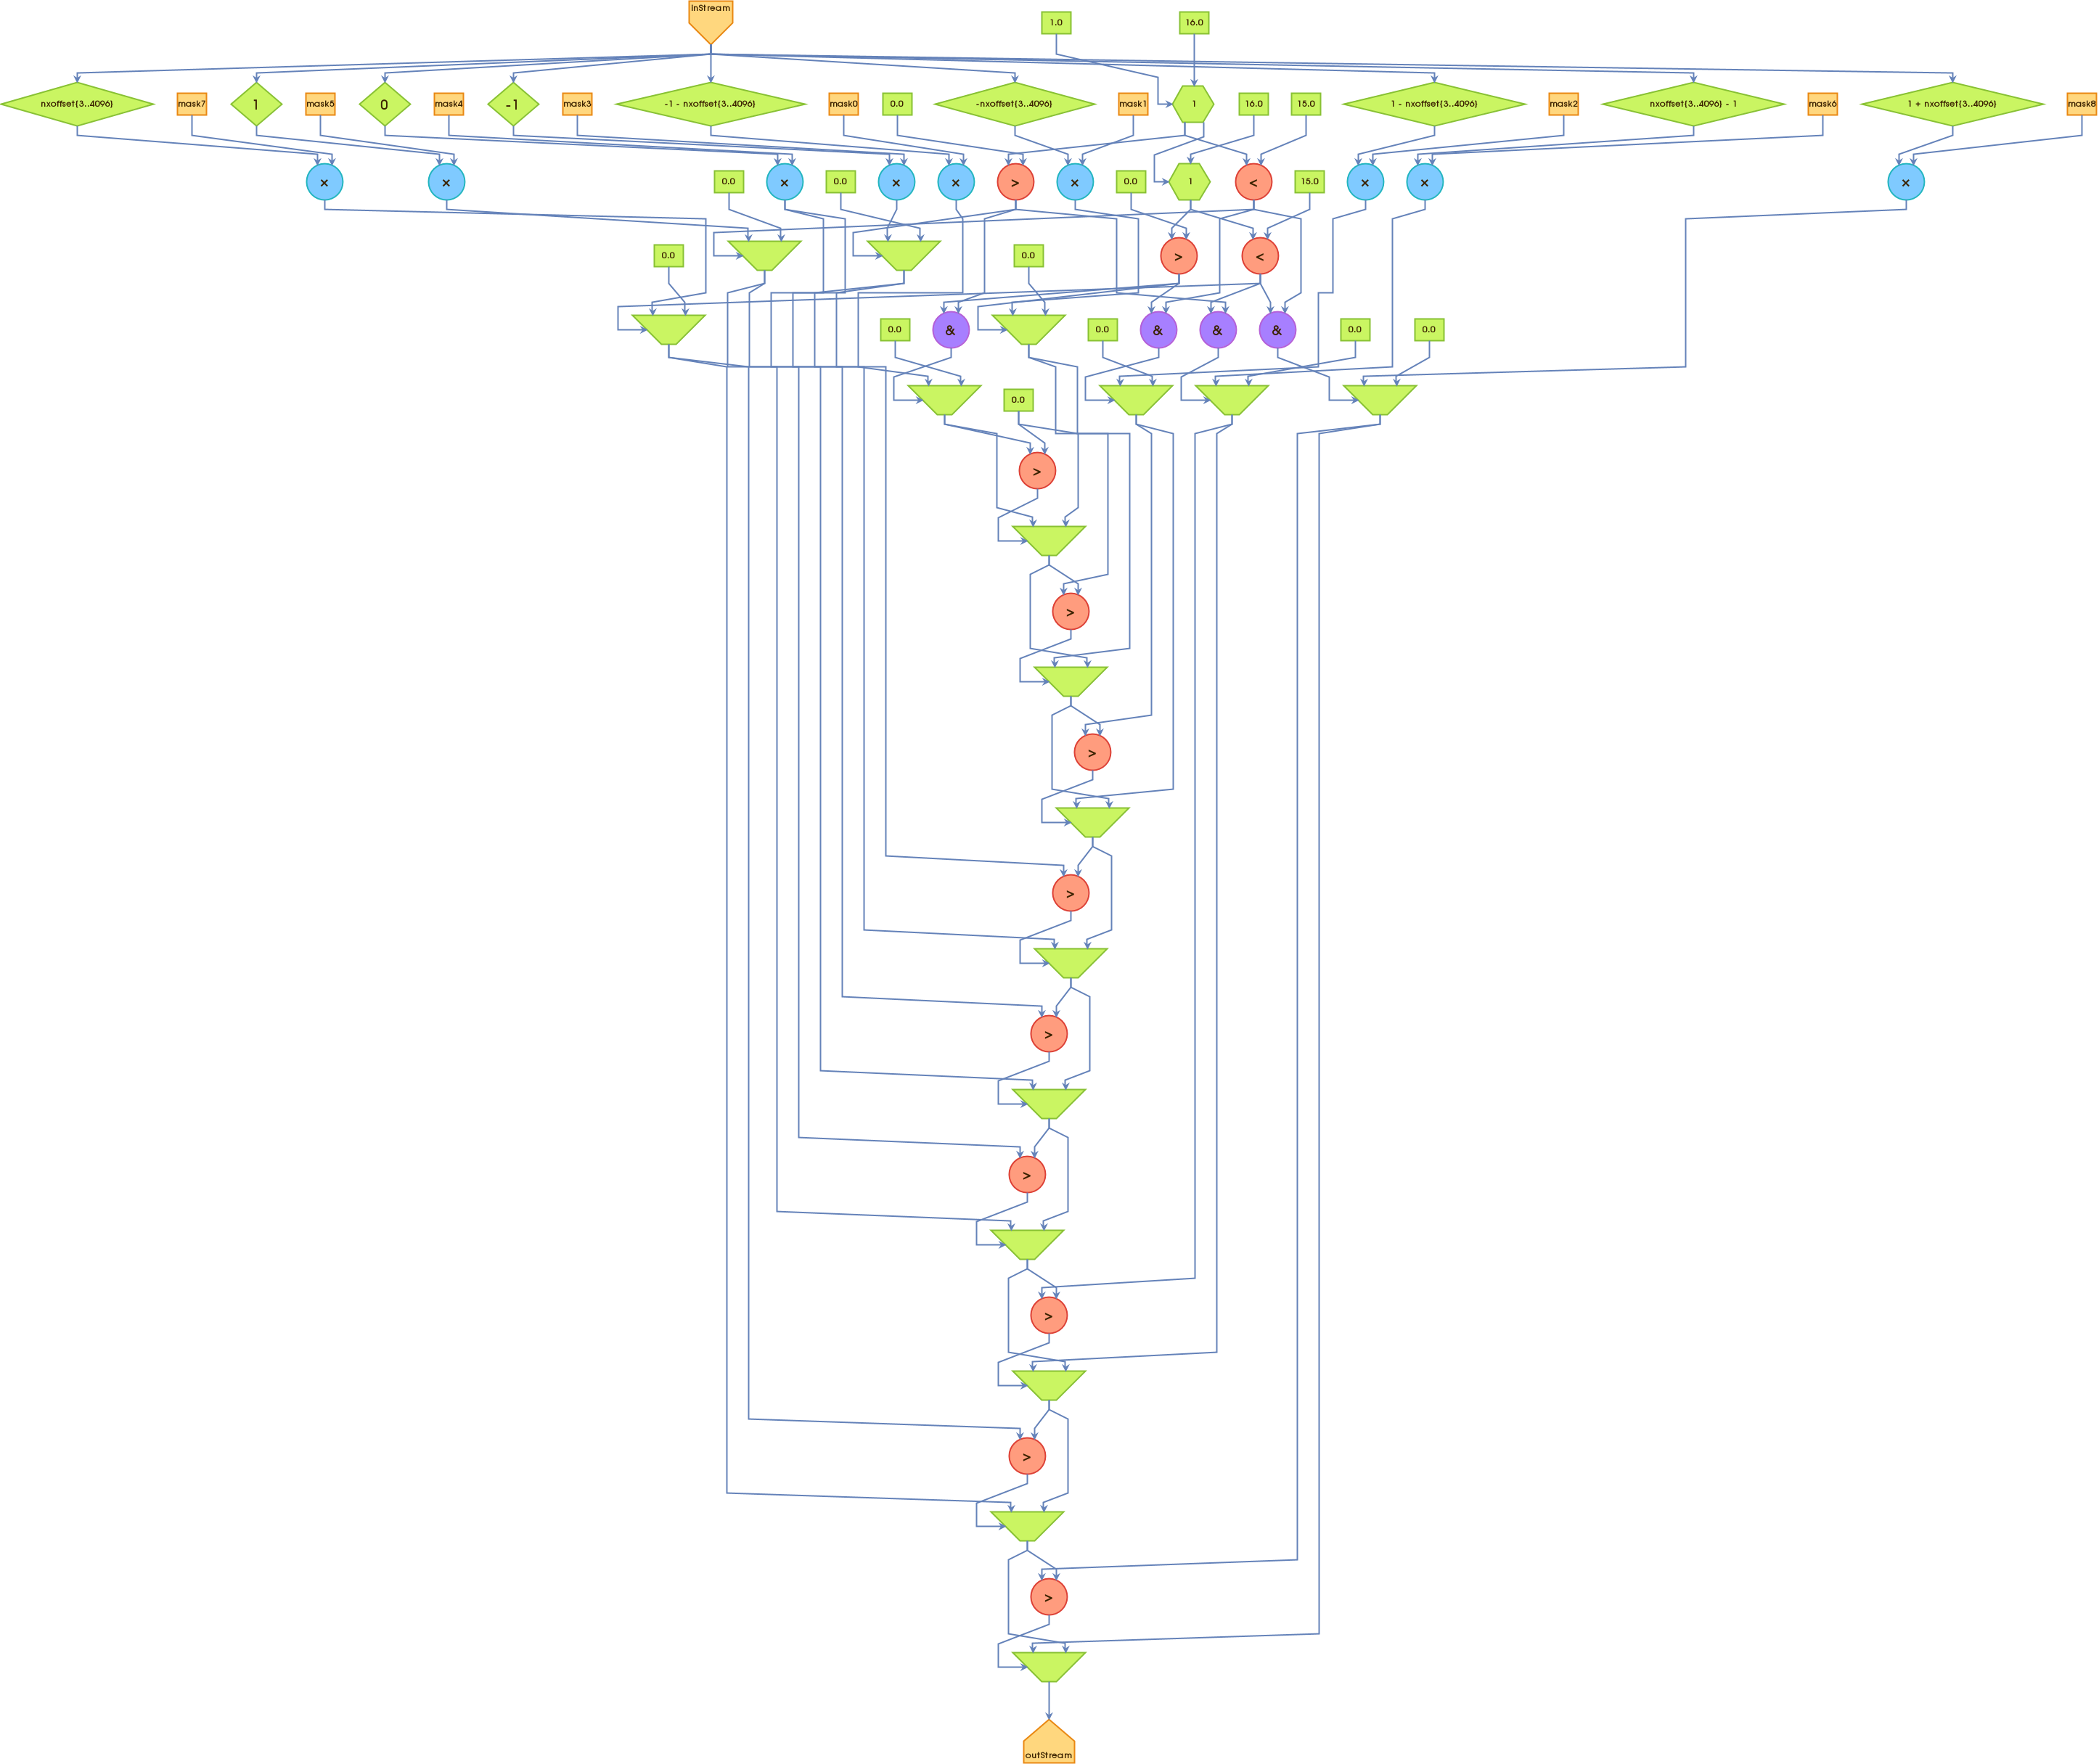 inStream
1.0
16.0
nxoffset{3..4096}
mask7
1
mask5
0
mask4
-1
mask3
-1 - nxoffset{3..4096}
mask0
0.0
-nxoffset{3..4096}
mask1
1
16.0
15.0
1 - nxoffset{3..4096}
mask2
nxoffset{3..4096} - 1
mask6
1 + nxoffset{3..4096}
mask8
×
×
0.0
×
0.0
×
×
>
×
0.0
1
<
15.0
×
×
×
0.0
0.0
>
<
0.0
&
0.0
&
&
&
0.0
0.0
0.0
>
>
>
>
>
>
>
>
>
outStream